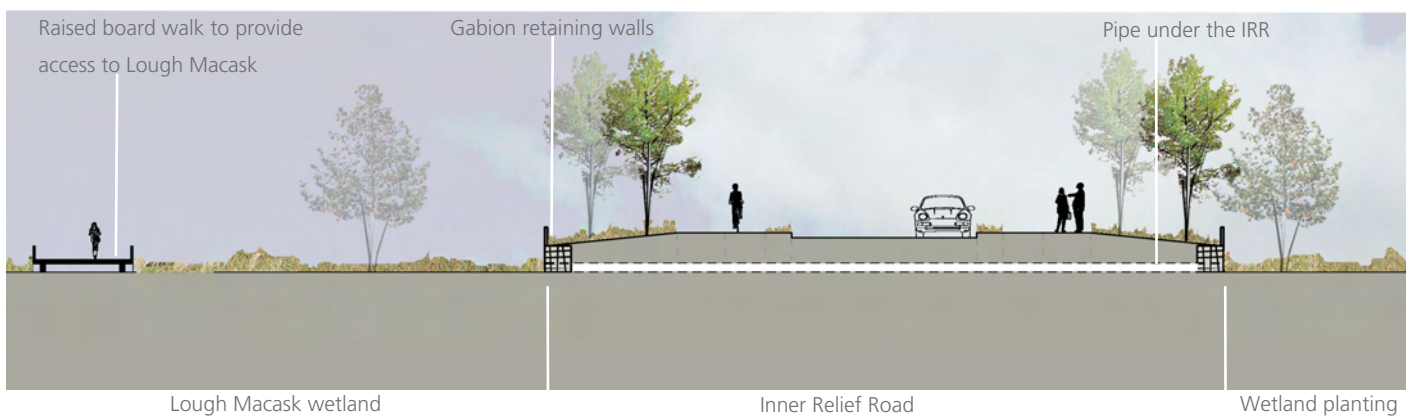 Raised board walk to provide
access to Lough Macask
Gabion retaining walls
Pipe under the IRR
Lough Macask wetland
Inner Relief Road
Wetland planting